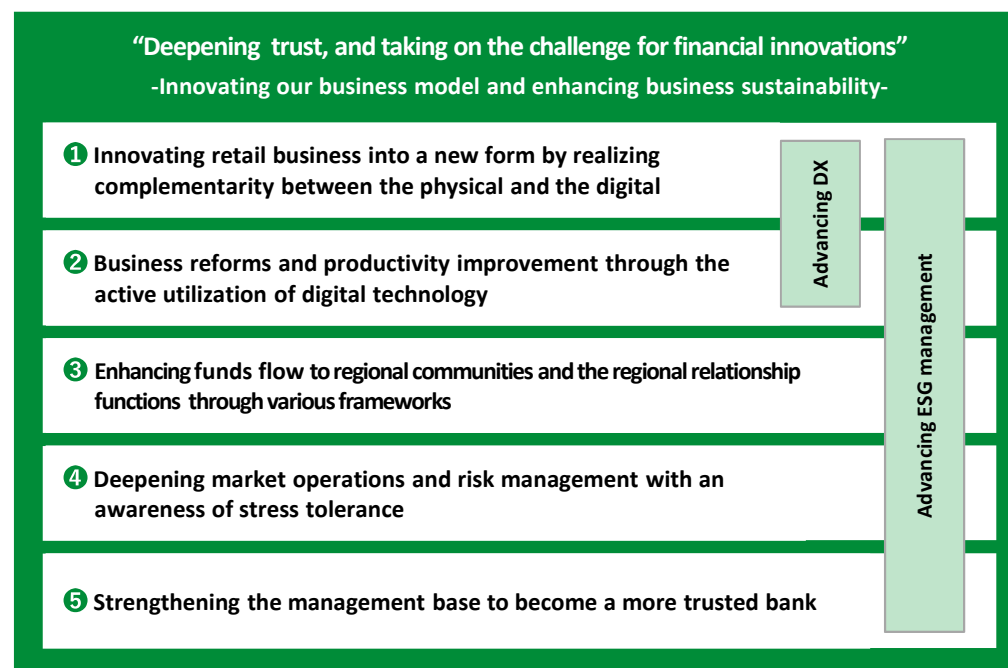 “Deepening trust, and taking on the challenge for financial innovations”
-Innovating our business model and enhancing business sustainability-
❶ Innovating retail business into a new form by realizing
complementarity between the physical and the digital
❷ Business reforms and productivity improvement through the
active utilization of digital technology
❸ Enhancing funds flow to regional communities and the regional relationship
functions through various frameworks
❹ Deepening market operations and risk management with an
awareness of stress tolerance
❺ Strengthening the management base to become a more trusted bank
Advancing DX
Advancing ESG management